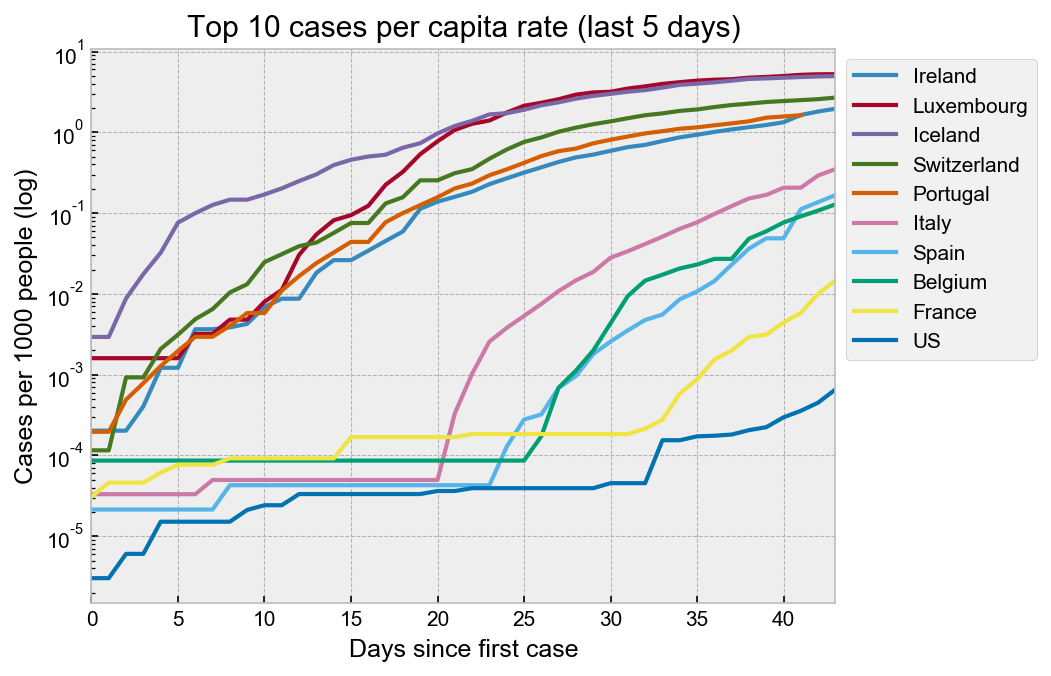 Top 10 cases per capita rate (last 5 days)
Cases per 1000 people (log)
10^1
10^0
10^-1
10^-2
10^-3
10^-4
10^-5
0 5 10 15 20 25 30 35 40
Days since first case
Ireland
Luxembourg
Iceland
Switzerland
Portugal
Italy
Spain
Belgium
France
US